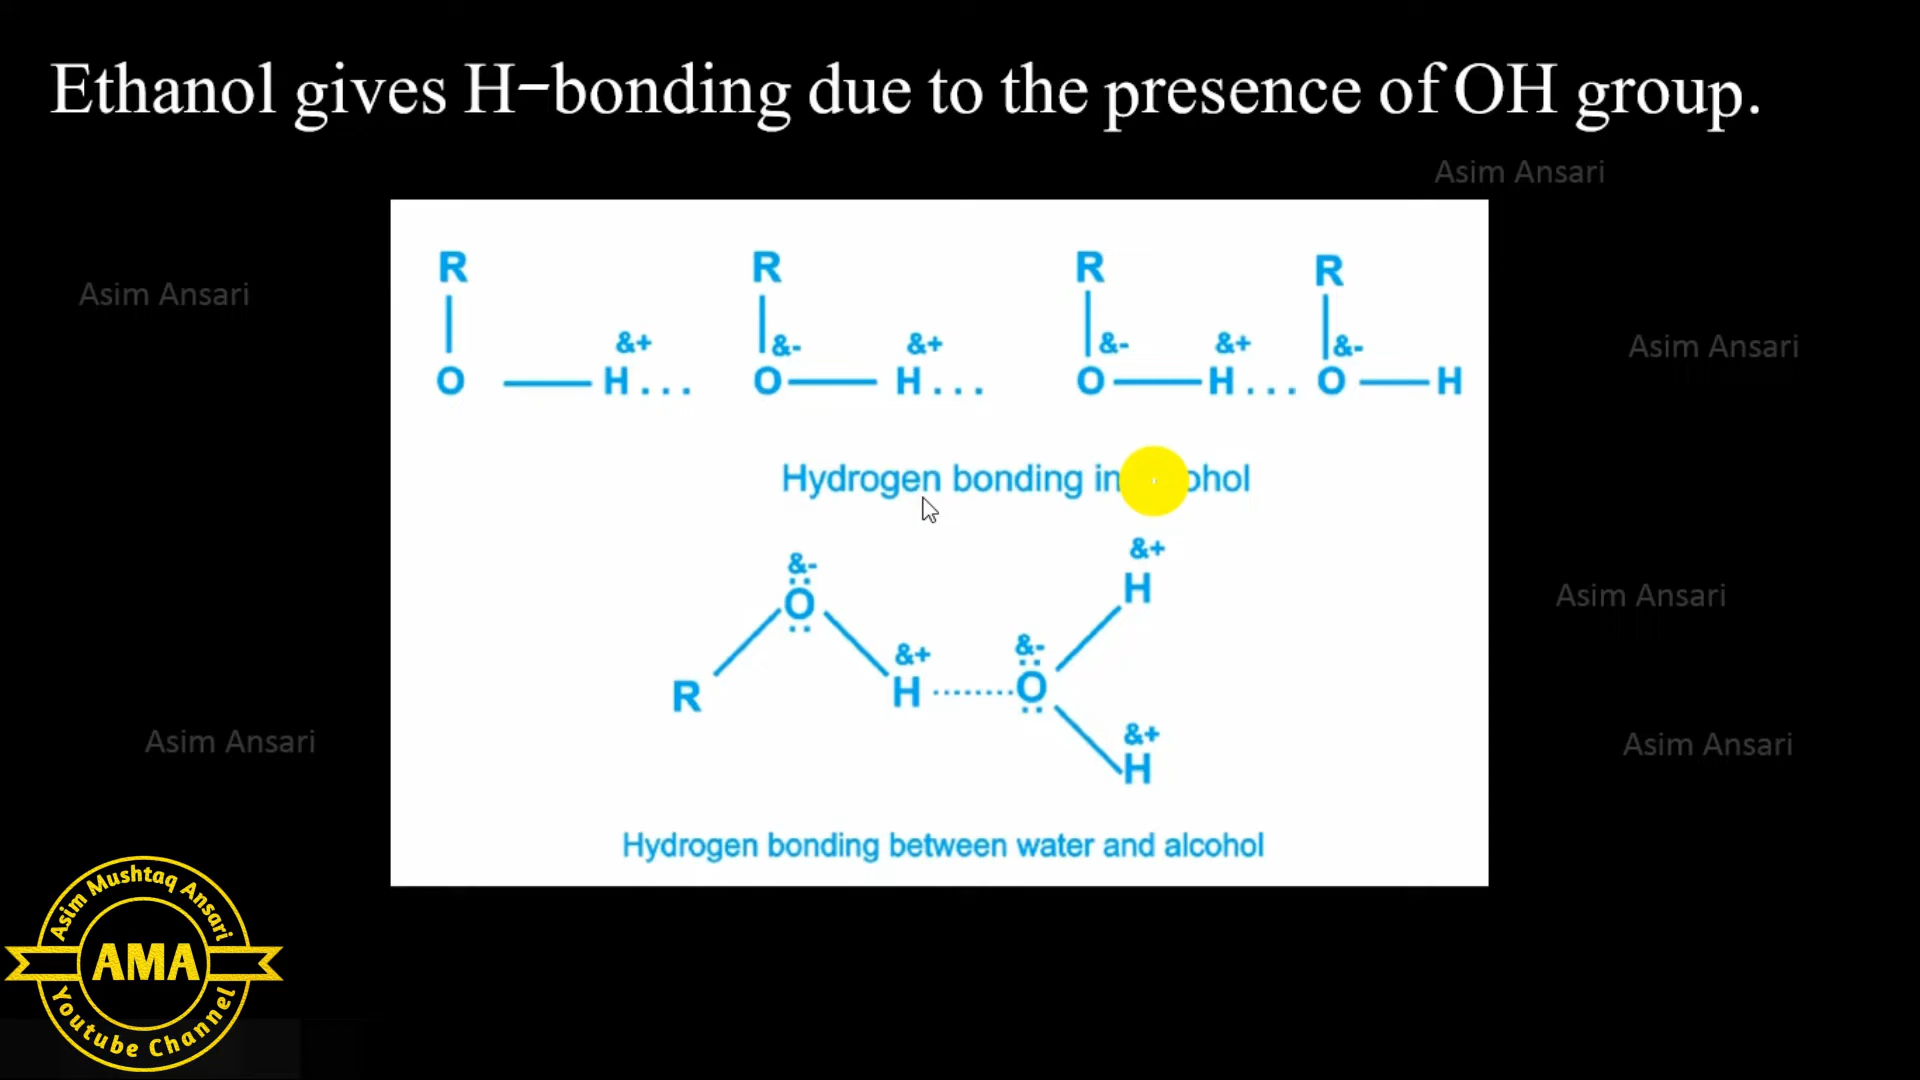 Ethanol gives H−bonding due to the presence of OH group.
Asim Ansari
Asim Ansari
Asim Ansari
R R R R
&+ &- &+ &- &+ &-
O H... O H... O H... O H
Hydrogen bonding in ohol
&+
&-
H
O
Asim Ansari
&+ &-
R H ........ O
&+
H
Asim Ansari
Asim Ansari
Hydrogen bonding between water and alcohol
Asim Mushtaq Ansari
AMA
Youtube Channel